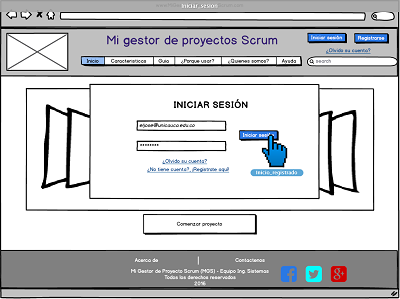 Iniciar_sesion
Mi gestor de proyectos Scrum
Iniciar sesión
Registrarse
¿Olvido su cuenta?
Inicio
Características
Guia
¿Porque usar?
¿Quienes somos?
Ayuda
search
INICIAR SESIÓN
eljose@unicauca.edu.co
********
Iniciar sesión
¿Olvido su cuenta?
¿No tiene cuenta?, ¡Registrate aquí!
Inicio_registrado
Comenzar proyecto
Acerca de
Contactenos
Mi Gestor de Proyecto Scrum (MGS) - Equipo Ing. Sistemas
Todos los derechos reservados
2016